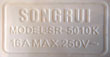 SONGRUI
MODEL:SR-5010K
16A MAX 250V~